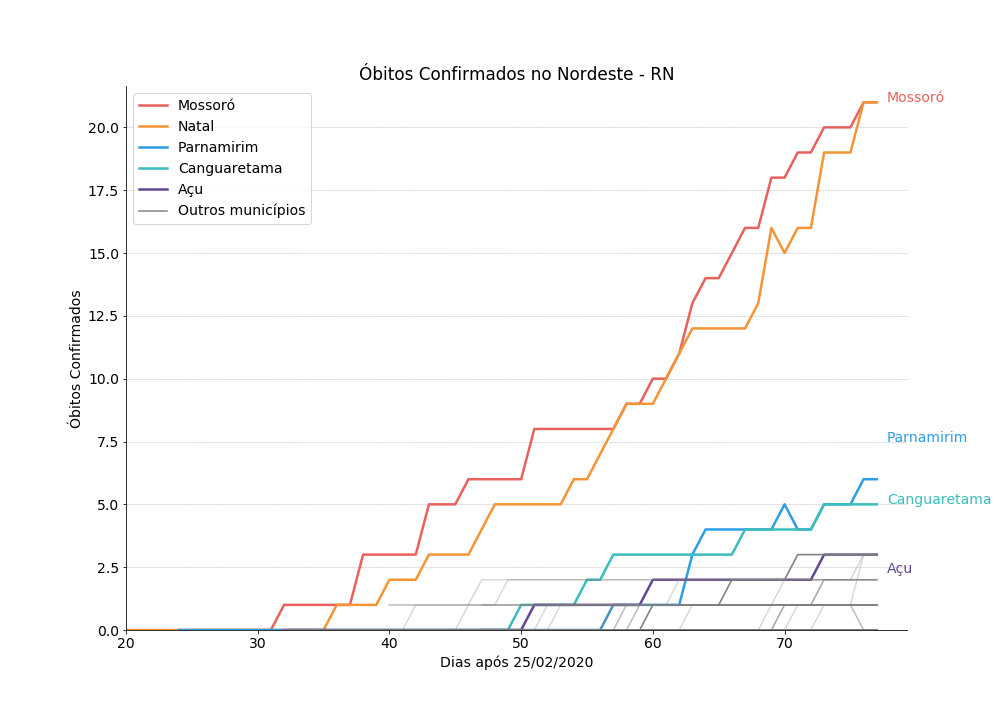 Óbitos Confirmados no Nordeste - RN
Mossoró
Natal
Parnamirim
Canguaretama
Açu
Outros municípios
Mossoró
Parnamirim
Canguaretama
Açu
Óbitos Confirmados
20.0
17.5
15.0
12.5
10.0
7.5
5.0
2.5
0.0
20
30
40
50
60
70
Dias após 25/02/2020